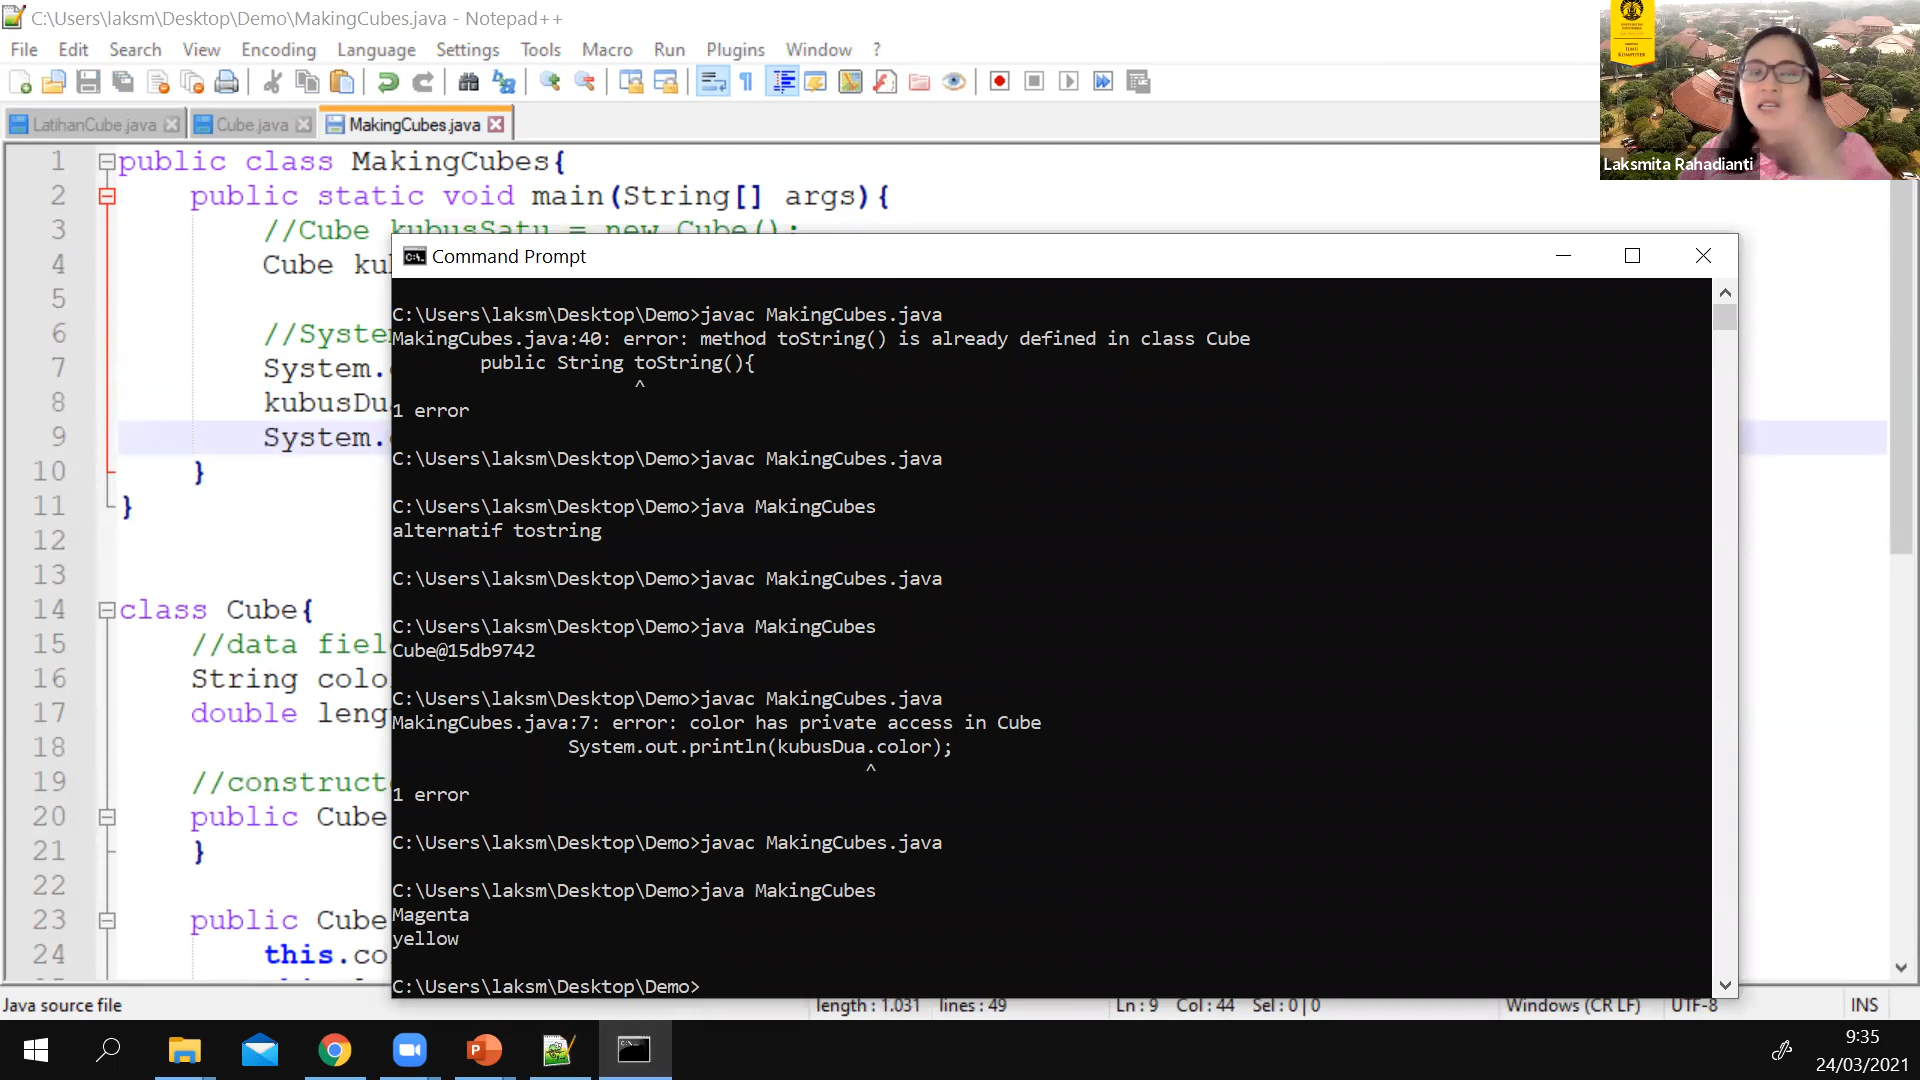 C:\Users\laksm\Desktop\Demo\MakingCubes.java - Notepad++
File Edit Search View Encoding Language Settings Tools Macro Run Plugins Window ?
LatihanCube.java Cube.java MakingCubes.java
1 public class MakingCubes{
2 public static void main(String[] args){
3 //Cube kubusSatu = new Cube();
4 Cube kul
5
6 //Syste
7 System.
8 kubusDua
9 System.
10 }
11 }
12
13
14 class Cube{
15 //data fiel
16 String colo
17 double leng
18
19 //construct
20 public Cube
21 }
22
23 public Cube
24 this.co
Command Prompt
C:\Users\laksm\Desktop\Demo>javac MakingCubes.java
MakingCubes.java:40: error: method toString() is already defined in class Cube
public String toString(){
^
1 error
C:\Users\laksm\Desktop\Demo>javac MakingCubes.java
C:\Users\laksm\Desktop\Demo>java MakingCubes
alternatif tostring
C:\Users\laksm\Desktop\Demo>javac MakingCubes.java
C:\Users\laksm\Desktop\Demo>java MakingCubes
Cube@15db9742
C:\Users\laksm\Desktop\Demo>javac MakingCubes.java
MakingCubes.java:7: error: color has private access in Cube
System.out.println(kubusDua.color);
^
1 error
C:\Users\laksm\Desktop\Demo>javac MakingCubes.java
C:\Users\laksm\Desktop\Demo>java MakingCubes
Magenta
yellow
C:\Users\laksm\Desktop\Demo>
Laksmita Rahadianti
Java source file length : 1.031 lines : 49 Ln : 9 Col : 44 Sel : 0 | 0 Windows (CR LF) UTF-8 INS
9:35
24/03/2021